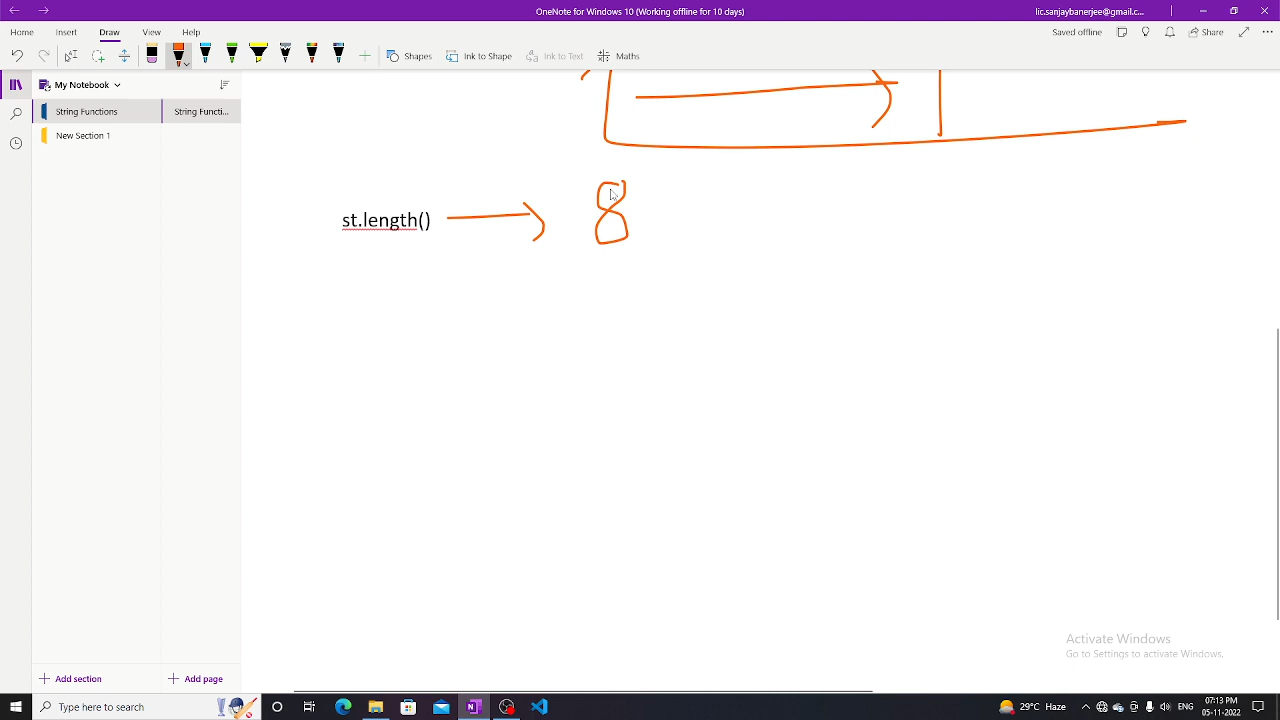 OneNote for Windows 10 (Working offline for 10 days)
lic.sanjaybanerjee@gmail.c...
Home Insert Draw View Help
Saved offline
Share
Shapes
Ink to Shape
Ink to Text
Maths
My Notebook
String Functions
String Functi...
New Section 1
st.length()
8
Add section
Add page
Activate Windows
Go to Settings to activate Windows.
Type here to search
29°C Haze
ENG
07:13 PM
05-11-2022